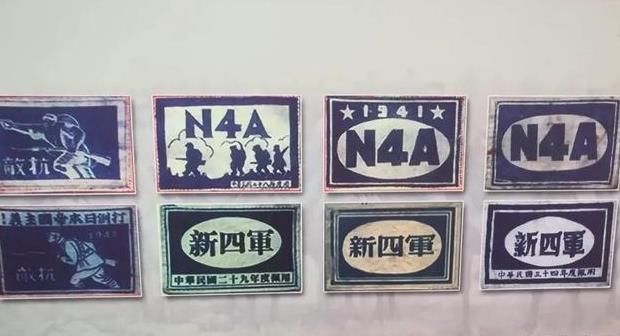 抗敵
N4A
1941
N4A
N4A
打倒日本帝國主義!
抗敵
新四軍
中華民國二十九年度佩用
新四軍
新四軍
中華民國三十四年度佩用